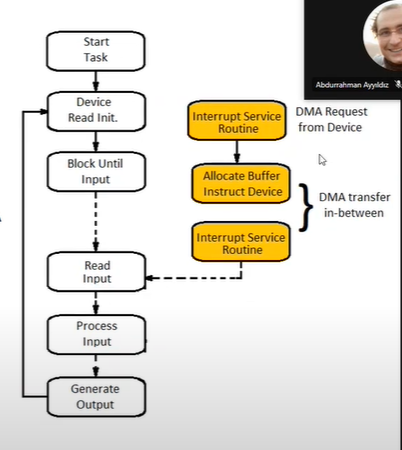 Start
Task
Device
Read Init.
Block Until
Input
Read
Input
Process
Input
Generate
Output
Interrupt Service
Routine
DMA Request
from Device
Allocate Buffer
Instruct Device
DMA transfer
in-between
Interrupt Service
Routine
Abdurrahman Ayyıldız